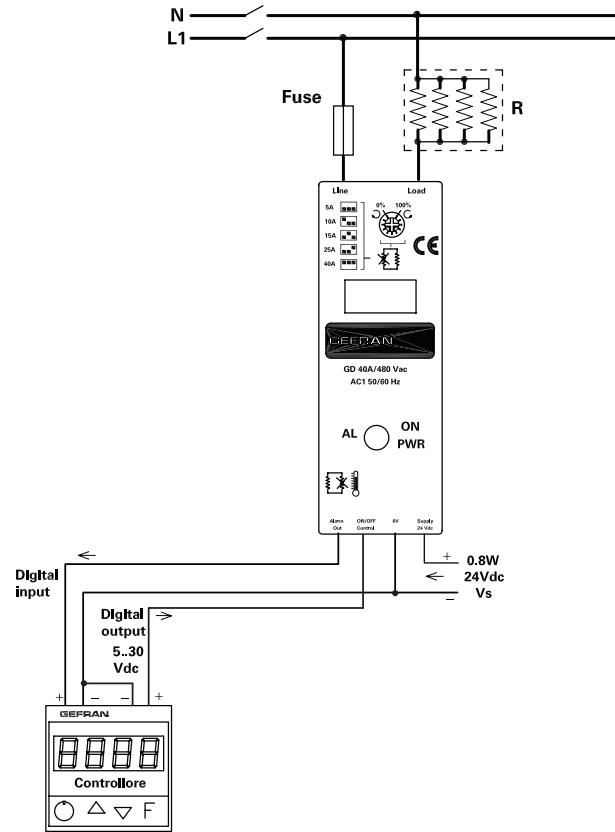 N
L1
Fuse
R
Line
Load
5A
10A
15A
25A
40A
0%
100%
CE
GEFRAN
GD 40A/480 Vac
AC1 50/60 Hz
AL
ON
PWR
Alarm
Out
ON/OFF
Control
0V
Supply
24 Vdc
+
0.8W
24Vdc
Vs
–
Digital
input
Digital
output
5..30
Vdc
+ – – +
GEFRAN
8888
Controllore
F